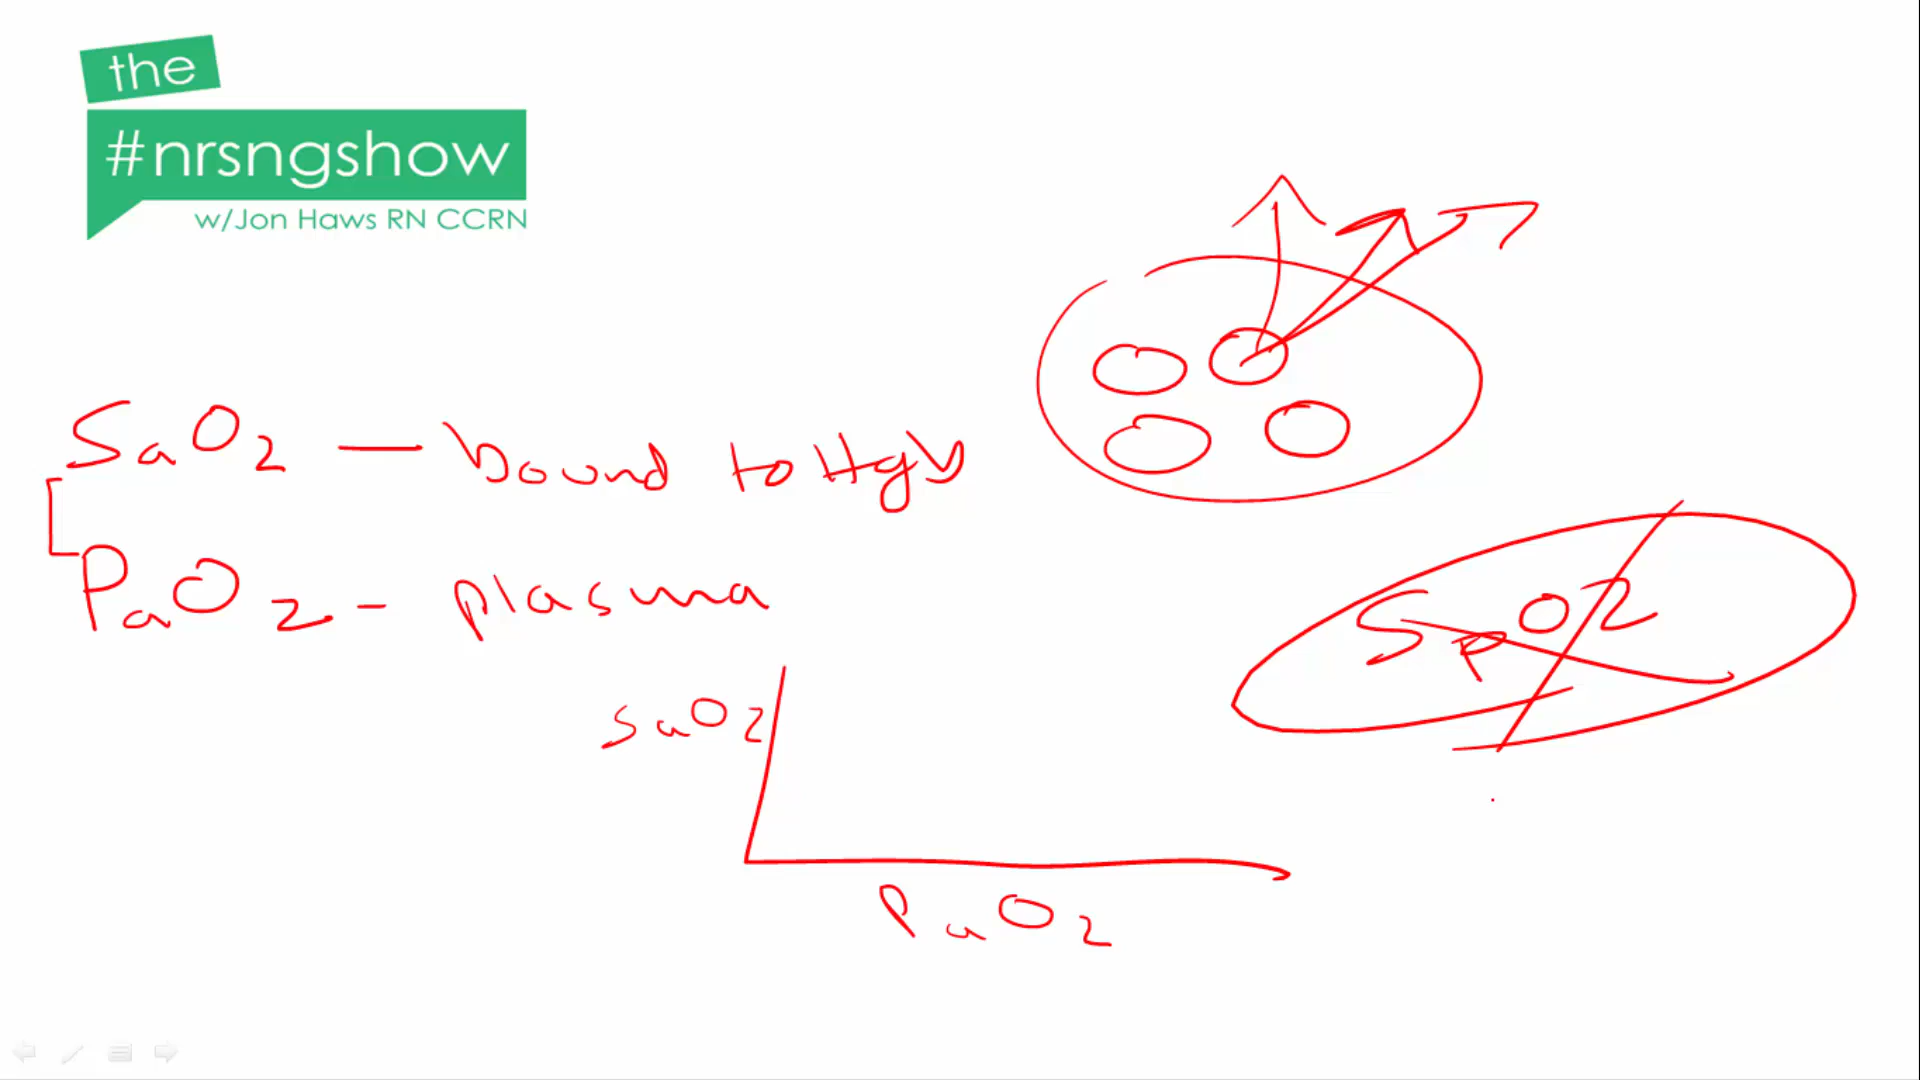 the
#nrsngshow
w/Jon Haws RN CCRN
SaO2 — bound to Hgb
PaO2 - plasma
SpO2
SaO2
PaO2